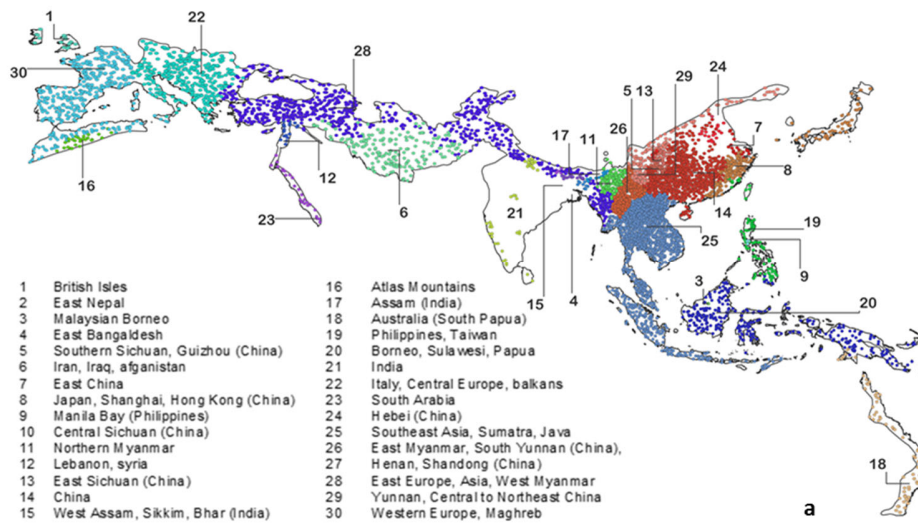 1
22
30
28
5
13
29
24
26
17
11
7
8
16
12
23
6
21
14
25
19
15
4
3
9
20
18
1 British Isles
2 East Nepal
3 Malaysian Borneo
4 East Bangaldesh
5 Southern Sichuan, Guizhou (China)
6 Iran, Iraq, afganistan
7 East China
8 Japan, Shanghai, Hong Kong (China)
9 Manila Bay (Philippines)
10 Central Sichuan (China)
11 Northern Myanmar
12 Lebanon, syria
13 East Sichuan (China)
14 China
15 West Assam, Sikkim, Bhar (India)
16 Atlas Mountains
17 Assam (India)
18 Australia (South Papua)
19 Philippines, Taiwan
20 Borneo, Sulawesi, Papua
21 India
22 Italy, Central Europe, balkans
23 South Arabia
24 Hebei (China)
25 Southeast Asia, Sumatra, Java
26 East Myanmar, South Yunnan (China),
27 Henan, Shandong (China)
28 East Europe, Asia, West Myanmar
29 Yunnan, Central to Northeast China
30 Western Europe, Maghreb
a